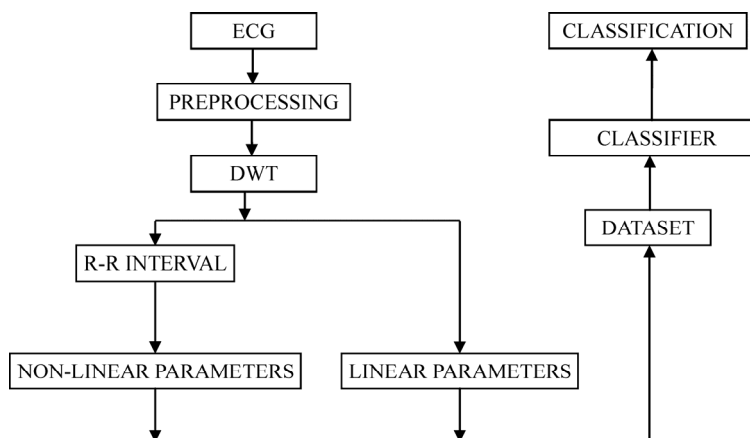 ECG
PREPROCESSING
DWT
R-R INTERVAL
NON-LINEAR PARAMETERS
LINEAR PARAMETERS
DATASET
CLASSIFIER
CLASSIFICATION